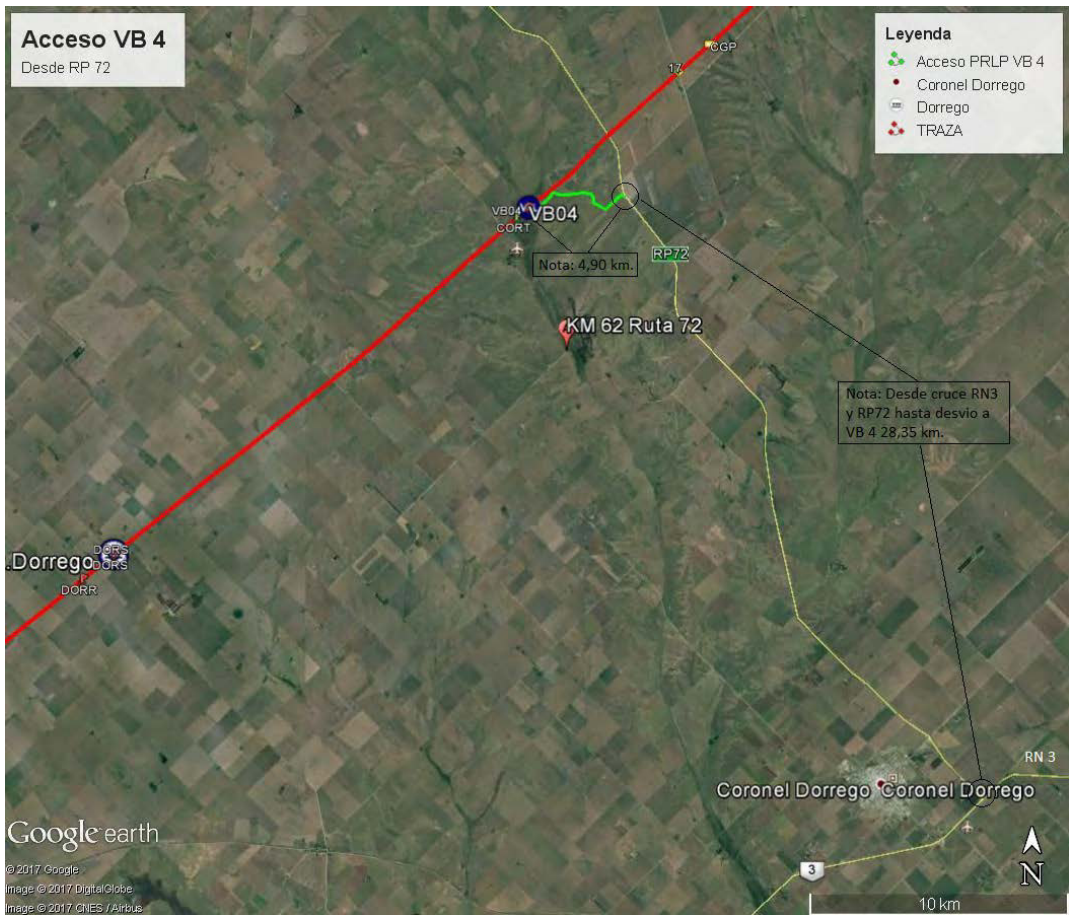 Acceso VB 4
Desde RP 72
Leyenda
Acceso PRLP VB 4
Coronel Dorrego
Dorrego
TRAZA
CGP
17
VB04
VB04
CORT
Nota: 4,90 km.
RP72
KM 62 Ruta 72
Nota: Desde cruce RN3
y RP72 hasta desvio a
VB 4 28,35 km.
DORS
.Dorrego
DORS
DORR
RN 3
Coronel Dorrego
Coronel Dorrego
3
N
10 km
Google earth
© 2017 Google
Image © 2017 DigitalGlobe
Image © 2017 CNES / Airbus